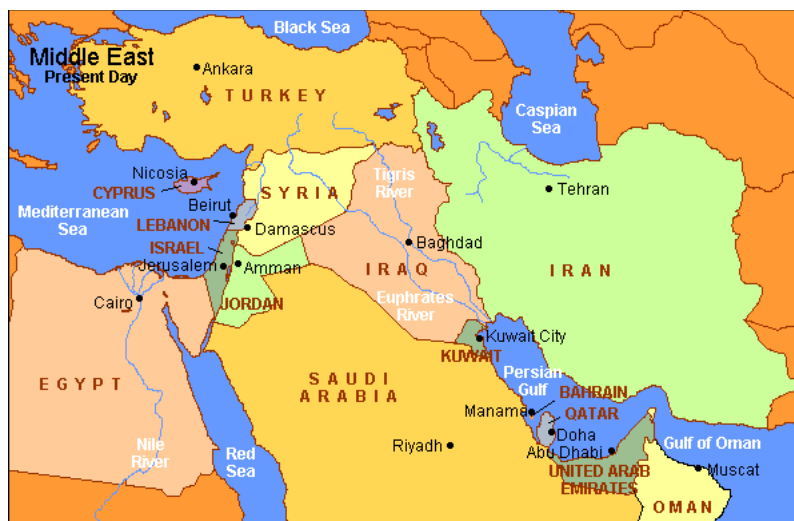 Black Sea
Middle East
Present Day
Ankara
TURKEY
Caspian
Sea
Nicosia
CYPRUS
Tigris
River
Tehran
SYRIA
Beirut
Mediterranean
Sea
LEBANON
Damascus
ISRAEL
Baghdad
Jerusalem
Amman
IRAQ
IRAN
Cairo
JORDAN
Euphrates
River
Kuwait City
KUWAIT
EGYPT
SAUDI
ARABIA
Persian
Gulf
BAHRAIN
Manama
QATAR
Doha
Nile
River
Red
Sea
Riyadh
Abu Dhabi
Gulf of Oman
UNITED ARAB
EMIRATES
Muscat
OMAN